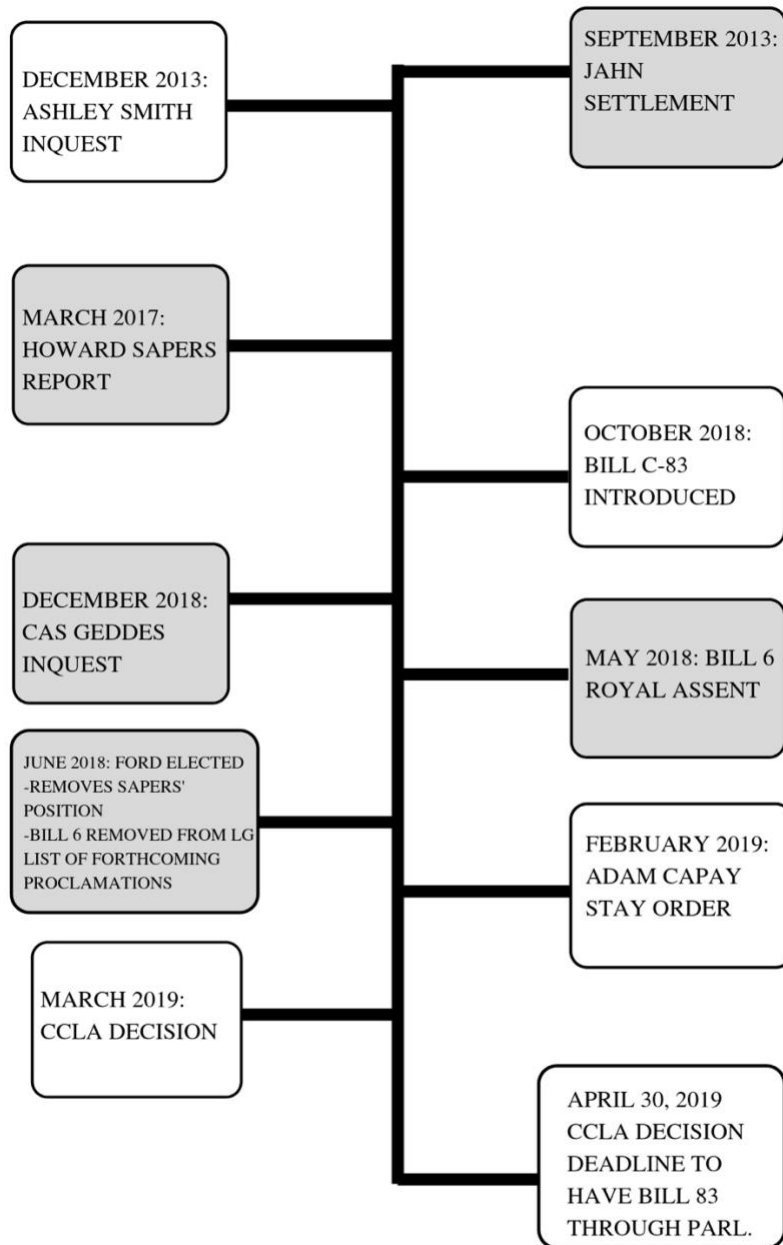 SEPTEMBER 2013:
JAHN
SETTLEMENT
DECEMBER 2013:
ASHLEY SMITH
INQUEST
MARCH 2017:
HOWARD SAPERS
REPORT
OCTOBER 2018:
BILL C-83
INTRODUCED
DECEMBER 2018:
CAS GEDDES
INQUEST
MAY 2018: BILL 6
ROYAL ASSENT
JUNE 2018: FORD ELECTED
-REMOVES SAPERS'
POSITION
-BILL 6 REMOVED FROM LG
LIST OF FORTHCOMING
PROCLAMATIONS
FEBRUARY 2019:
ADAM CAPAY
STAY ORDER
MARCH 2019:
CCLA DECISION
APRIL 30, 2019
CCLA DECISION
DEADLINE TO
HAVE BILL 83
THROUGH PARL.